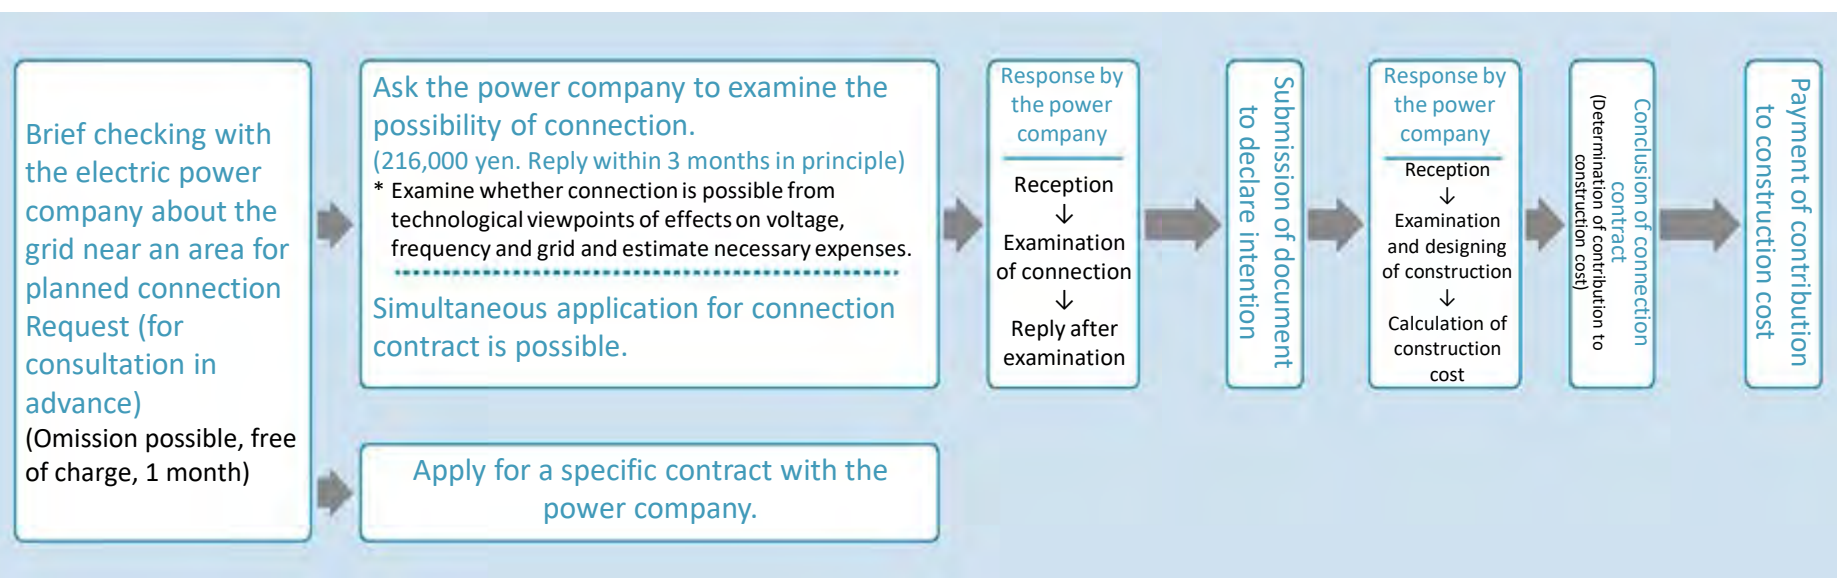 Brief checking with
the electric power
company about the
grid near an area for
planned connection
Request (for
consultation in
advance)
(Omission possible, free
of charge, 1 month)
Ask the power company to examine the
possibility of connection.
(216,000 yen. Reply within 3 months in principle)
* Examine whether connection is possible from
technological viewpoints of effects on voltage,
frequency and grid and estimate necessary expenses.
Simultaneous application for connection
contract is possible.
Apply for a specific contract with the
power company.
Response by
the power
company
Reception
↓
Examination
of connection
↓
Reply after
examination
Submission of document
to declare intention
Response by
the power
company
Reception
↓
Examination
and designing
of construction
↓
Calculation of
construction
cost
Conclusion of connection
contract
(Determination of contribution to
construction cost)
Payment of contribution
to construction cost